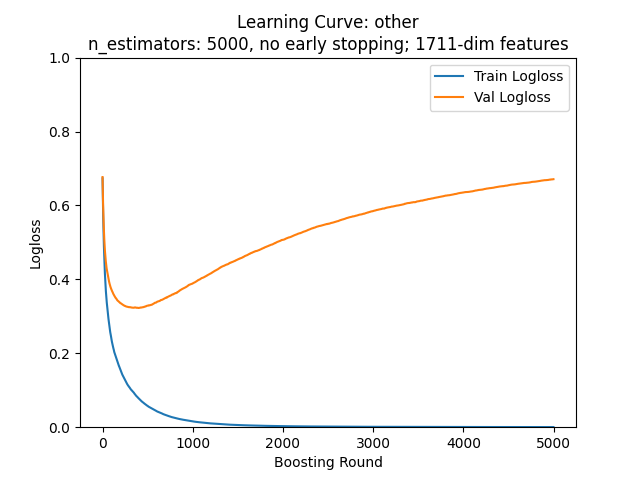 Learning Curve: other
n_estimators: 5000, no early stopping; 1711-dim features
Train Logloss
Val Logloss
Logloss
1.0
0.8
0.6
0.4
0.2
0.0
0 1000 2000 3000 4000 5000
Boosting Round